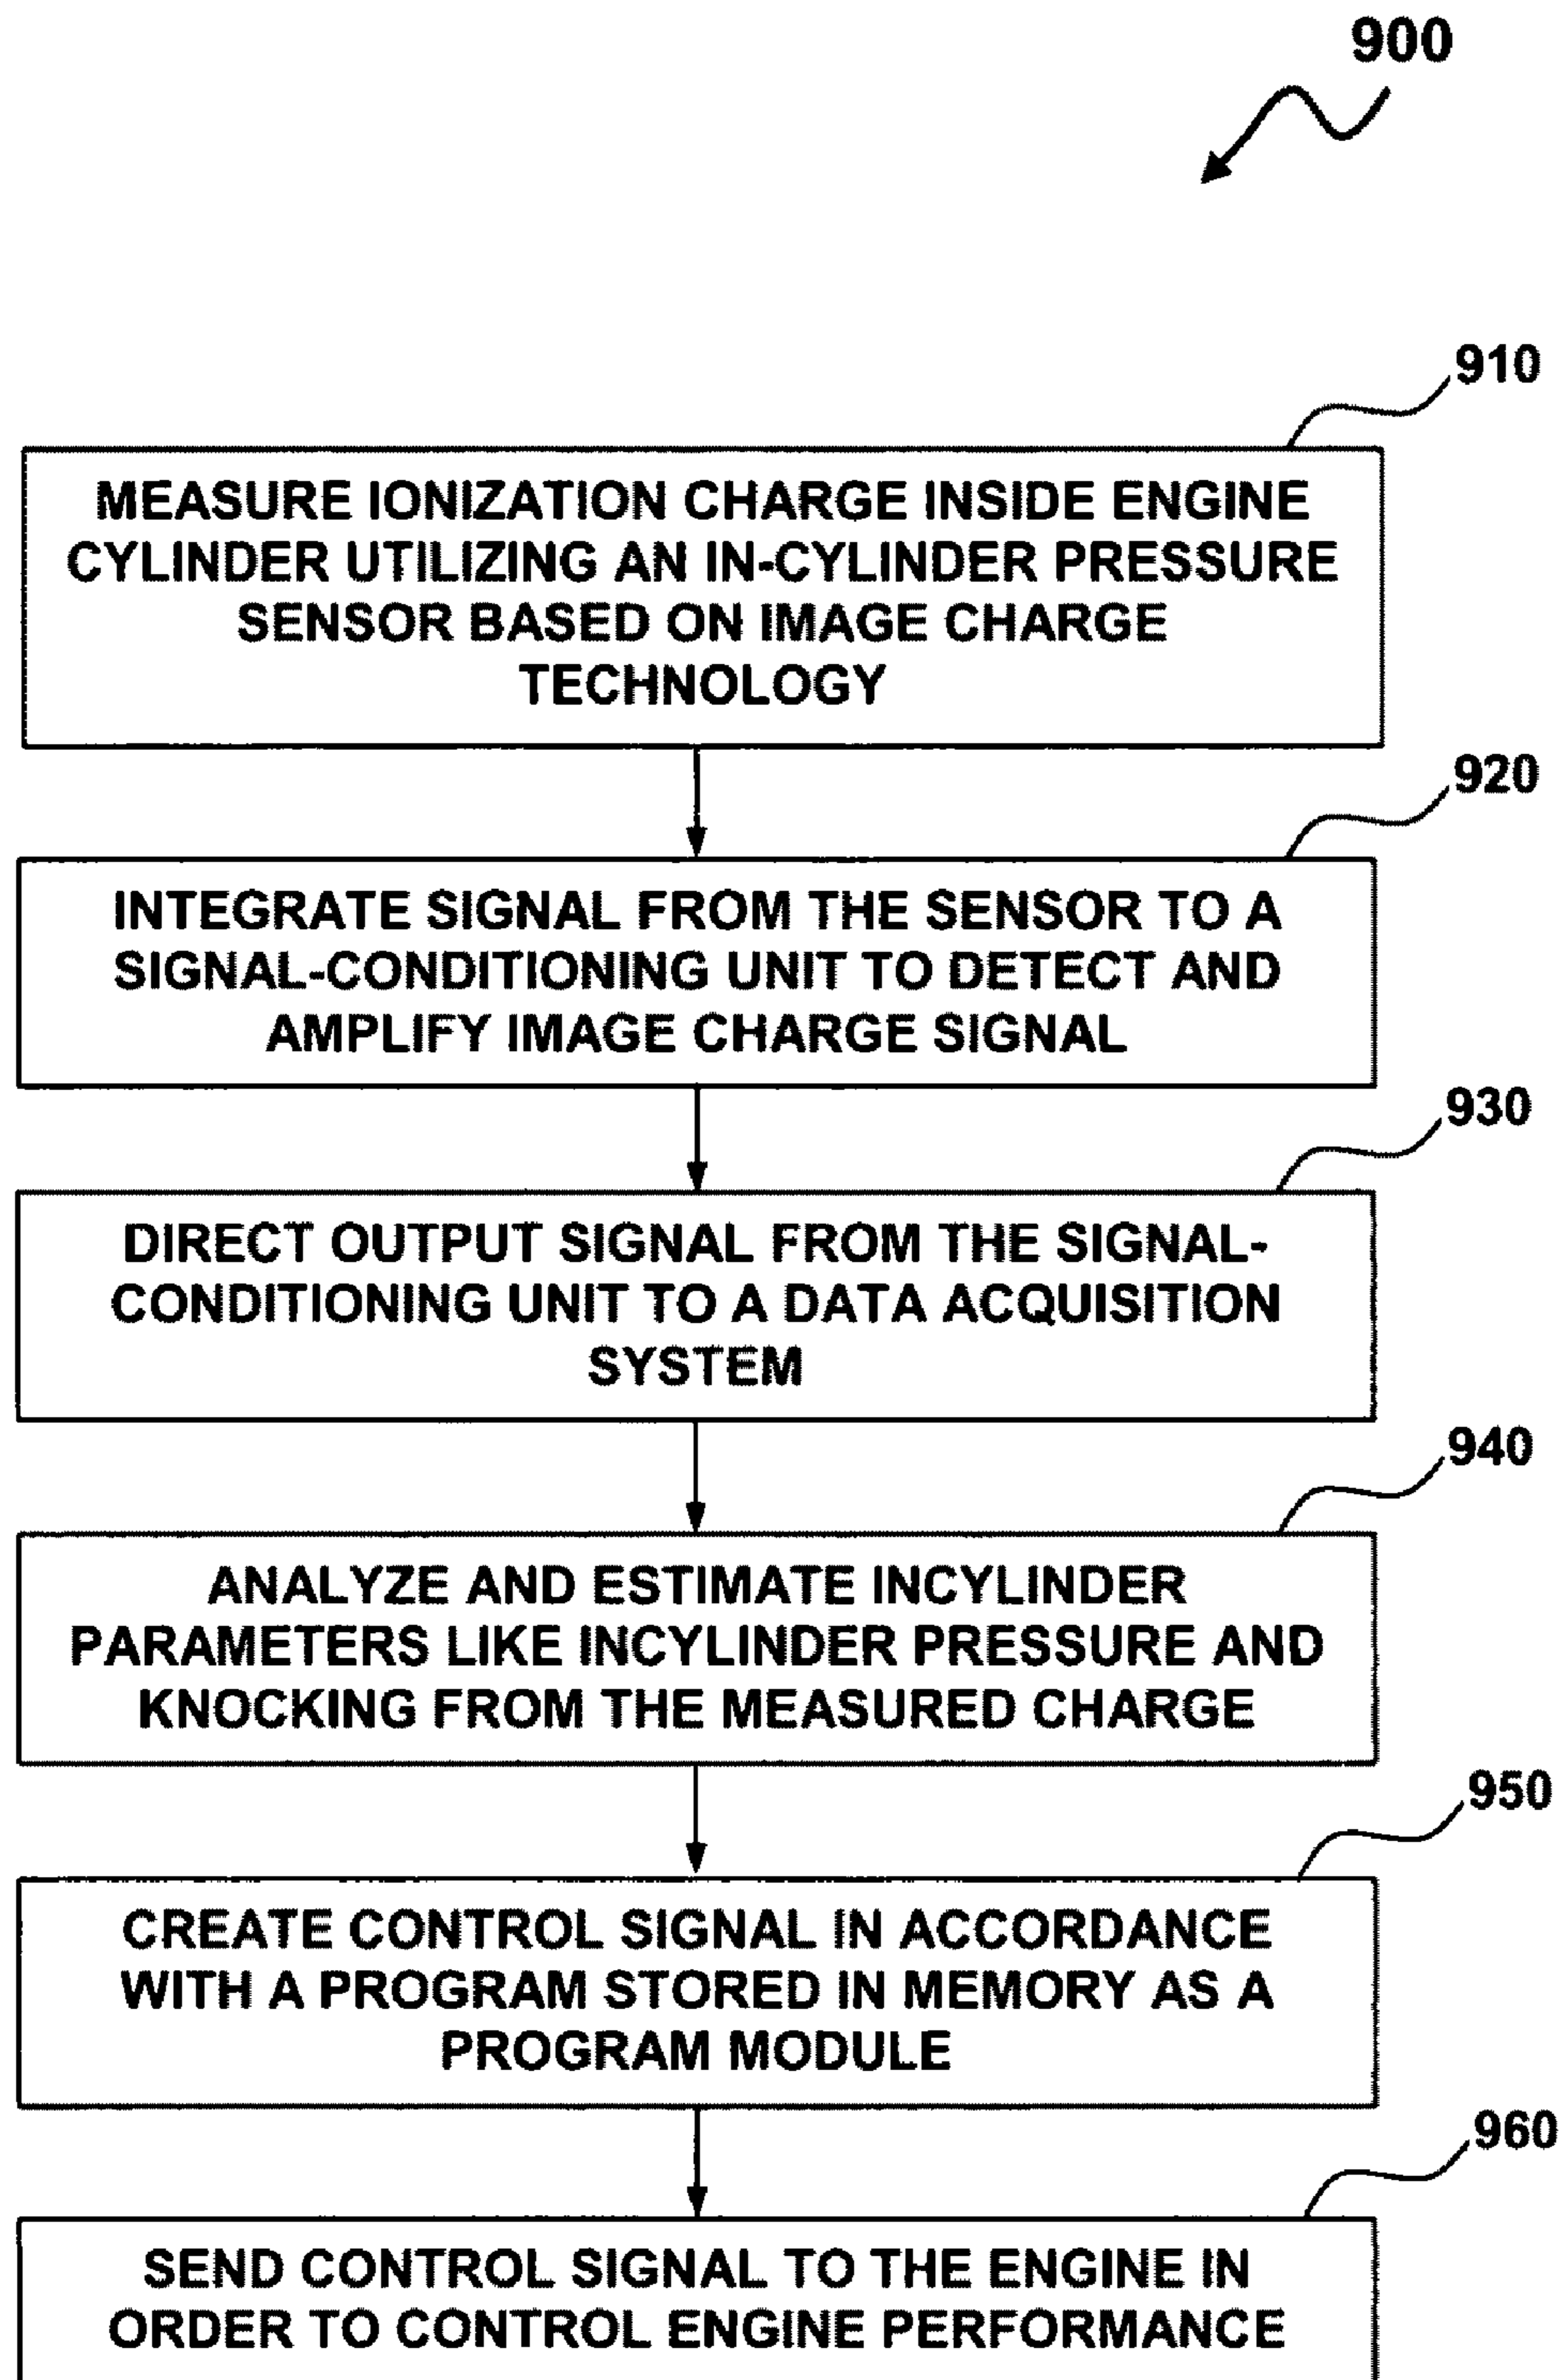 900
910
MEASURE IONIZATION CHARGE INSIDE ENGINE
CYLINDER UTILIZING AN IN-CYLINDER PRESSURE
SENSOR BASED ON IMAGE CHARGE
TECHNOLOGY
920
INTEGRATE SIGNAL FROM THE SENSOR TO A
SIGNAL-CONDITIONING UNIT TO DETECT AND
AMPLIFY IMAGE CHARGE SIGNAL
930
DIRECT OUTPUT SIGNAL FROM THE SIGNAL-
CONDITIONING UNIT TO A DATA ACQUISITION
SYSTEM
940
ANALYZE AND ESTIMATE INCYLINDER
PARAMETERS LIKE INCYLINDER PRESSURE AND
KNOCKING FROM THE MEASURED CHARGE
950
CREATE CONTROL SIGNAL IN ACCORDANCE
WITH A PROGRAM STORED IN MEMORY AS A
PROGRAM MODULE
960
SEND CONTROL SIGNAL TO THE ENGINE IN
ORDER TO CONTROL ENGINE PERFORMANCE